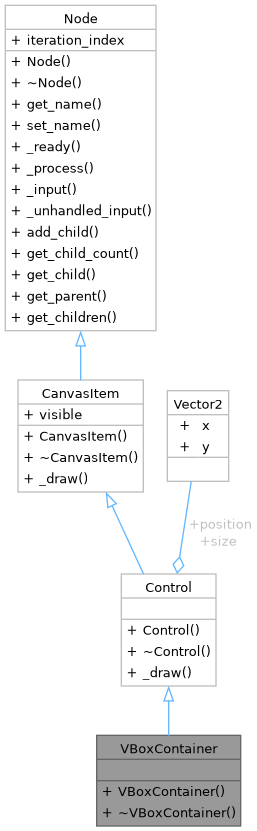 Node
+ iteration_index
+ Node()
+ ~Node()
+ get_name()
+ set_name()
+ _ready()
+ _process()
+ _input()
+ _unhandled_input()
+ add_child()
+ get_child_count()
+ get_child()
+ get_parent()
+ get_children()
CanvasItem
+ visible
+ CanvasItem()
+ ~CanvasItem()
+ _draw()
Vector2
+ x
+ y
+position
+size
Control
+ Control()
+ ~Control()
+ _draw()
VBoxContainer
+ VBoxContainer()
+ ~VBoxContainer()